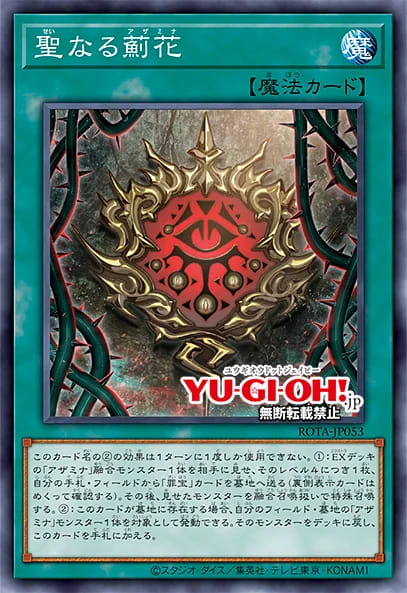 聖なる薊花
せい
アザミナ
【魔法カード】
まほう
魔
ユウギオウドットジェイピー
YU-GI-OH!.jp
無断転載禁止
ROTA-JP053
このカード名の②の効果は1ターンに1度しか使用できない。①：EXデッ
キの「アザミナ」融合モンスター1体を相手に見せ、そのレベル4につき1枚、
自分の手札・フィールドから「罪宝」カードを墓地へ送る（裏側表示カードは
めくって確認する）。その後、見せたモンスターを融合召喚扱いで特殊召喚
する。②：このカードが墓地に存在する場合、自分のフィールド・墓地の「アザ
ミナ」モンスター1体を対象として発動できる。そのモンスターをデッキに戻し、
このカードを手札に加える。
©スタジオ・ダイス／集英社・テレビ東京・KONAMI